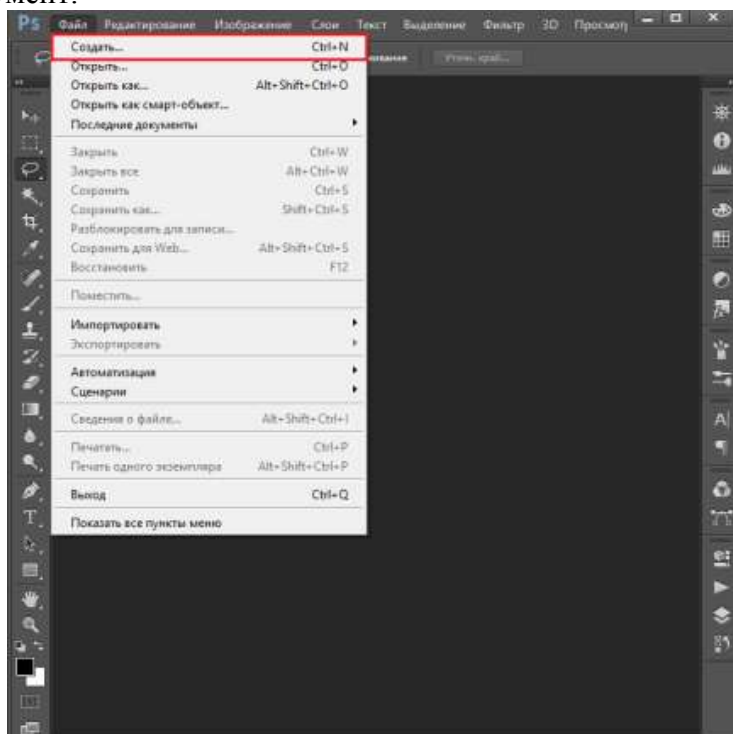 мент.
Ps Файл Редактирование Изображение Слои Текст Выделение Фильтр 3D Просмотр
Создать... Ctrl+N
Открыть... Ctrl+O
Открыть как... Alt+Shift+Ctrl+O
Открыть как смарт-объект...
Последние документы
Закрыть Ctrl+W
Закрыть все Alt+Ctrl+W
Сохранить Ctrl+S
Сохранить как... Shift+Ctrl+S
Разблокировать для записи...
Сохранить для Web... Alt+Shift+Ctrl+S
Восстановить F12
Поместить...
Импортировать
Экспортировать
Автоматизация
Сценарии
Сведения о файле... Alt+Shift+Ctrl+I
Печатать... Ctrl+P
Печать одного экземпляра Alt+Shift+Ctrl+P
Выход Ctrl+Q
Показать все пункты меню